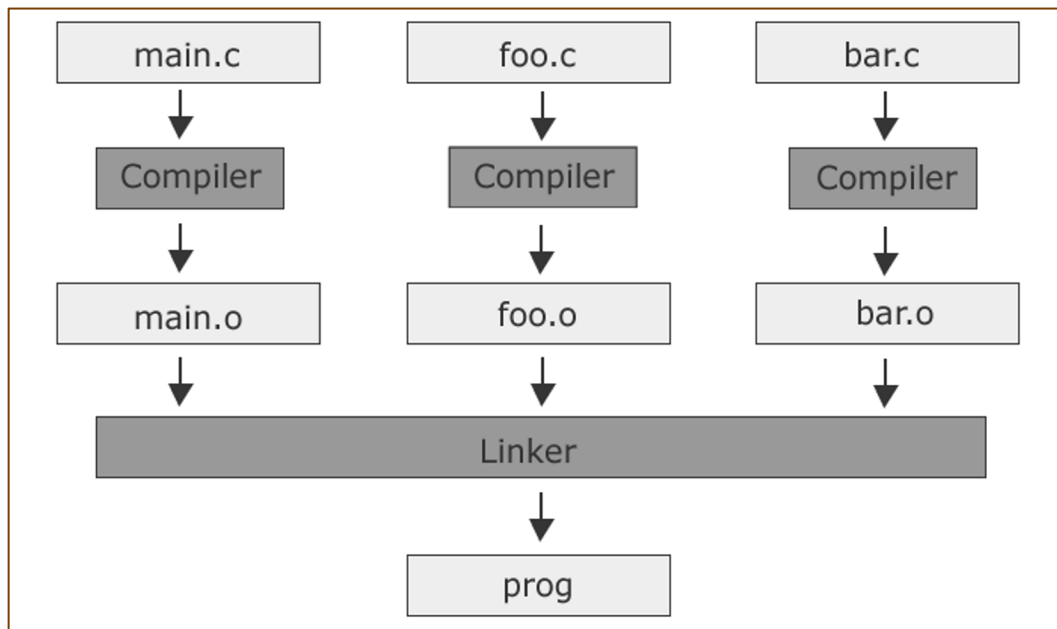 main.c
foo.c
bar.c
Compiler
Compiler
Compiler
main.o
foo.o
bar.o
Linker
prog